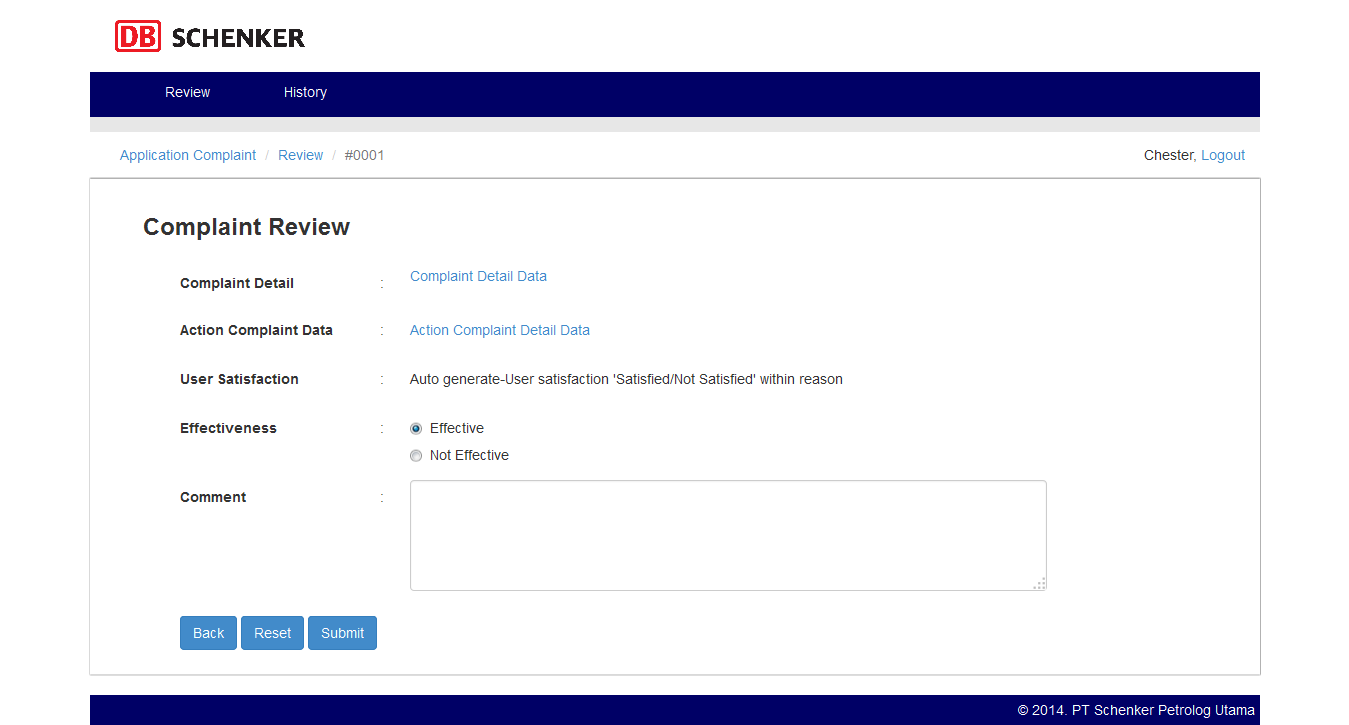 DB SCHENKER
Review History
Application Complaint / Review / #0001 Chester, Logout
Complaint Review
Complaint Detail : Complaint Detail Data
Action Complaint Data : Action Complaint Detail Data
User Satisfaction : Auto generate-User satisfaction 'Satisfied/Not Satisfied' within reason
Effectiveness : Effective
Not Effective
Comment :
Back Reset Submit
© 2014. PT Schenker Petrolog Utama